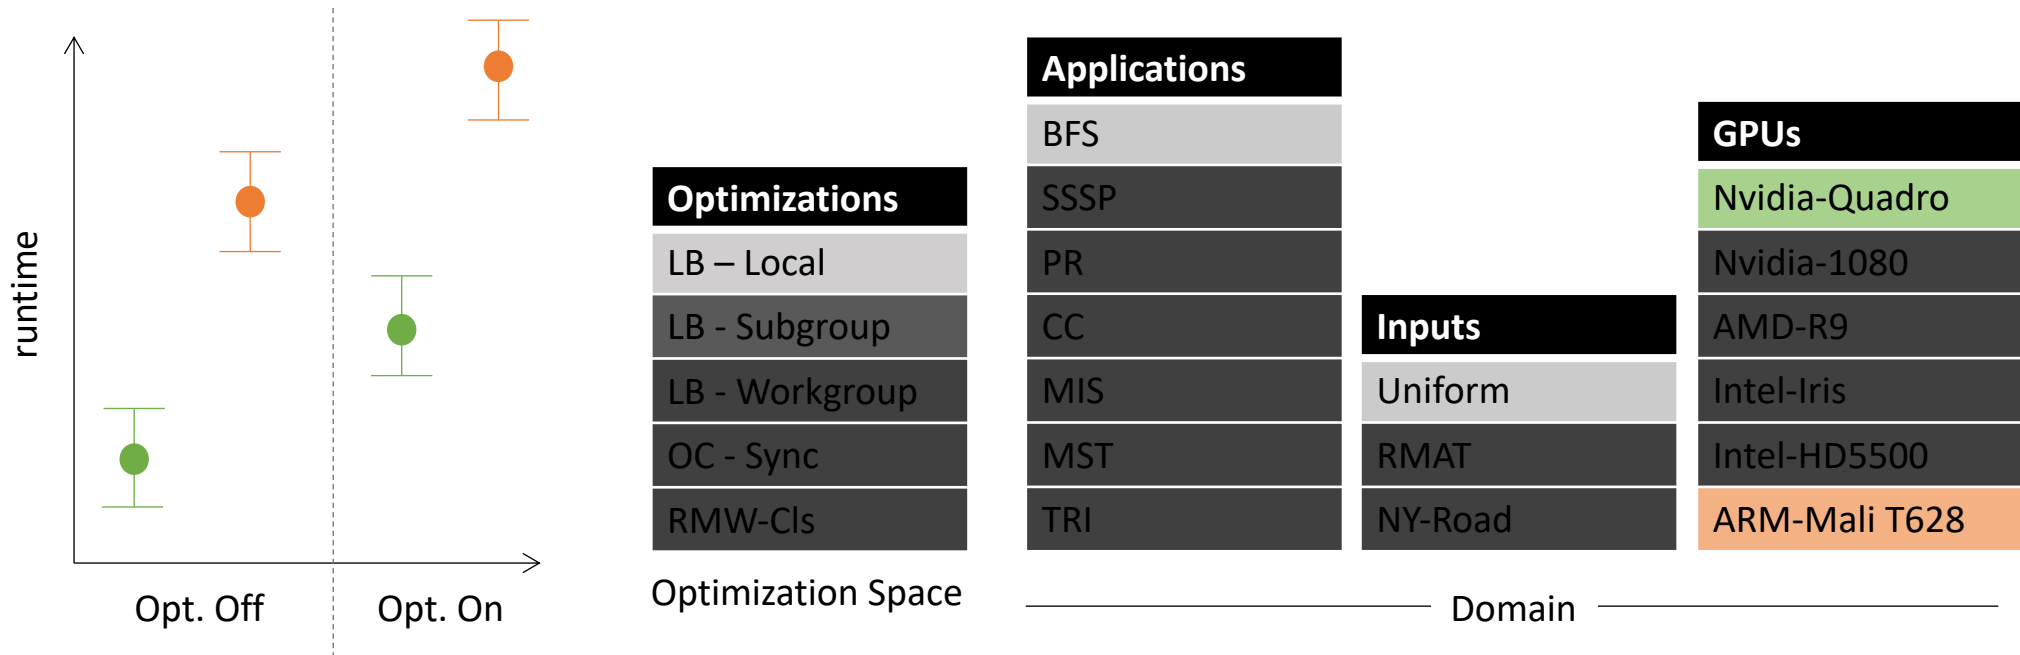 runtime
Opt. Off
Opt. On
Optimizations
LB – Local
LB - Subgroup
LB - Workgroup
OC - Sync
RMW-Cls
Optimization Space
Applications
BFS
SSSP
PR
CC
MIS
MST
TRI
Inputs
Uniform
RMAT
NY-Road
GPUs
Nvidia-Quadro
Nvidia-1080
AMD-R9
Intel-Iris
Intel-HD5500
ARM-Mali T628
Domain